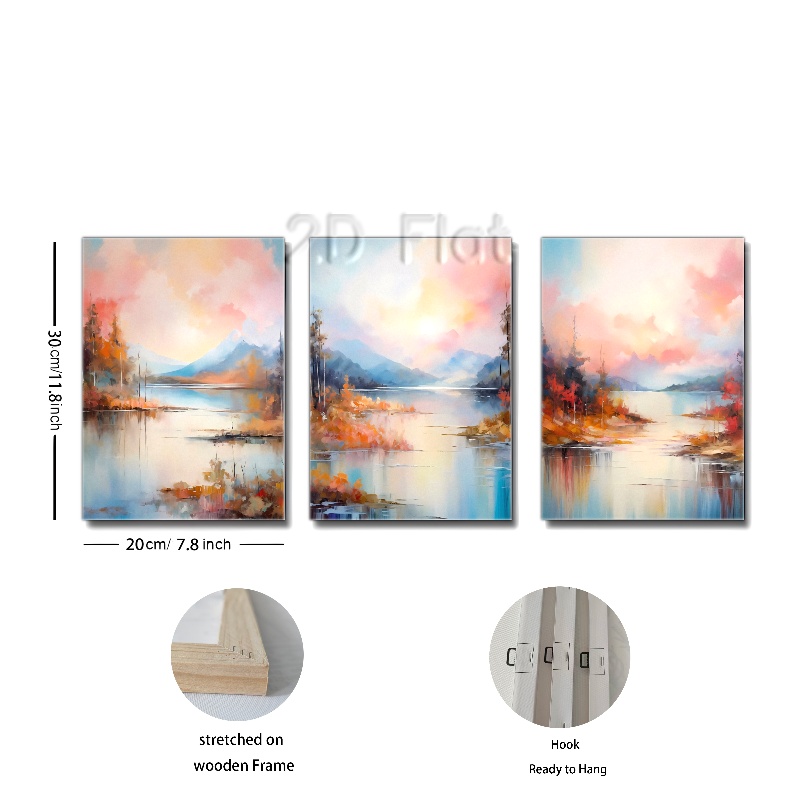 2D Flat
30cm/11.8inch
20cm/ 7.8 inch
stretched on
wooden Frame
Hook
Ready to Hang